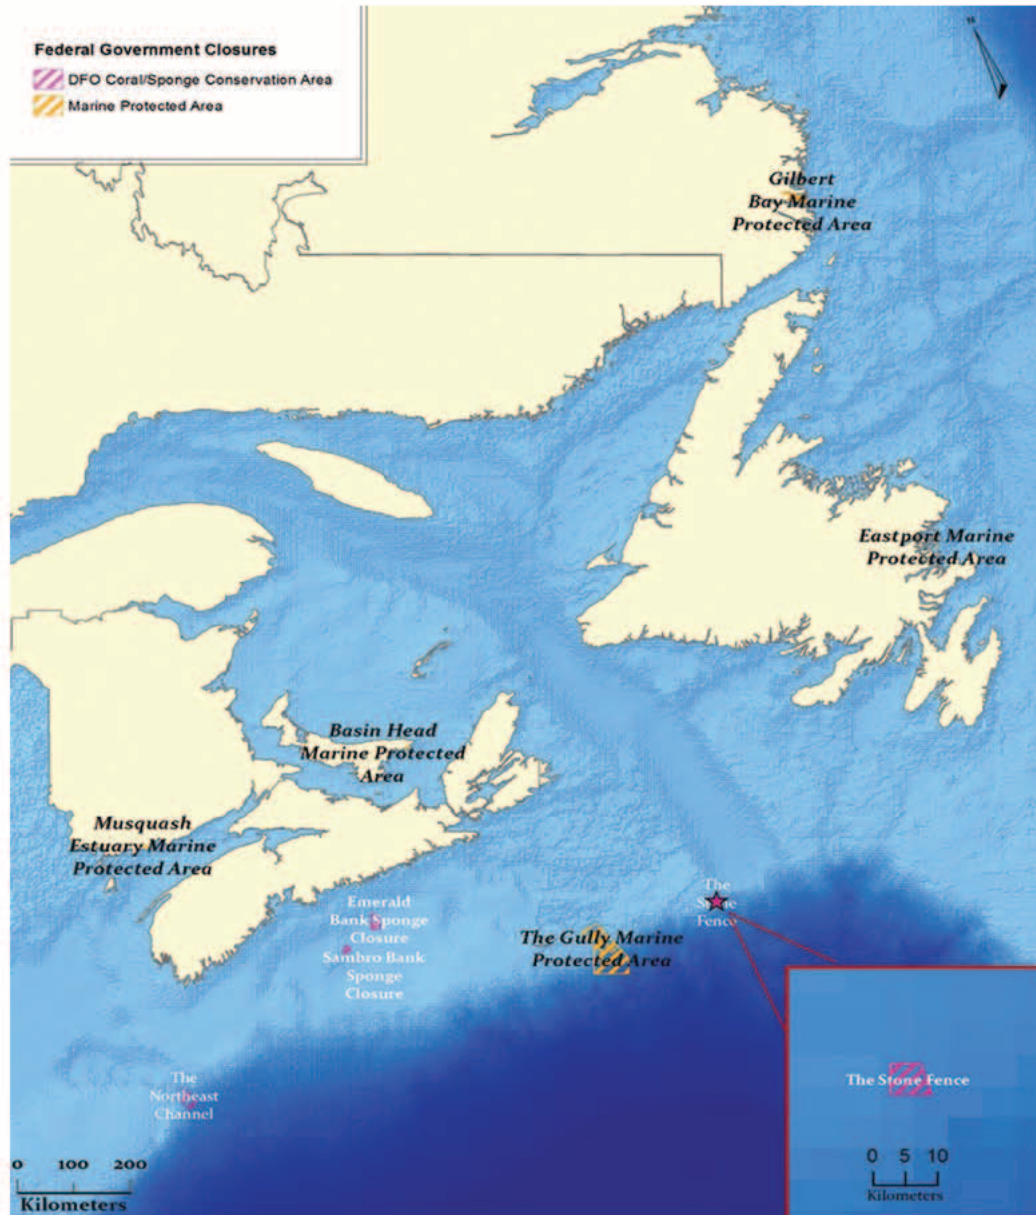 Federal Government Closures
DFO Coral/Sponge Conservation Area
Marine Protected Area
Gilbert
Bay Marine
Protected Area
Eastport Marine
Protected Area
Basin Head
Marine Protected
Area
Musquash
Estuary Marine
Protected Area
The
Stone
Fence
Emerald
Bank Sponge
Closure
Sambro Bank
Sponge
Closure
The Gully Marine
Protected Area
The
Northeast
Channel
The Stone Fence
0 5 10
Kilometers
0 100 200
Kilometers